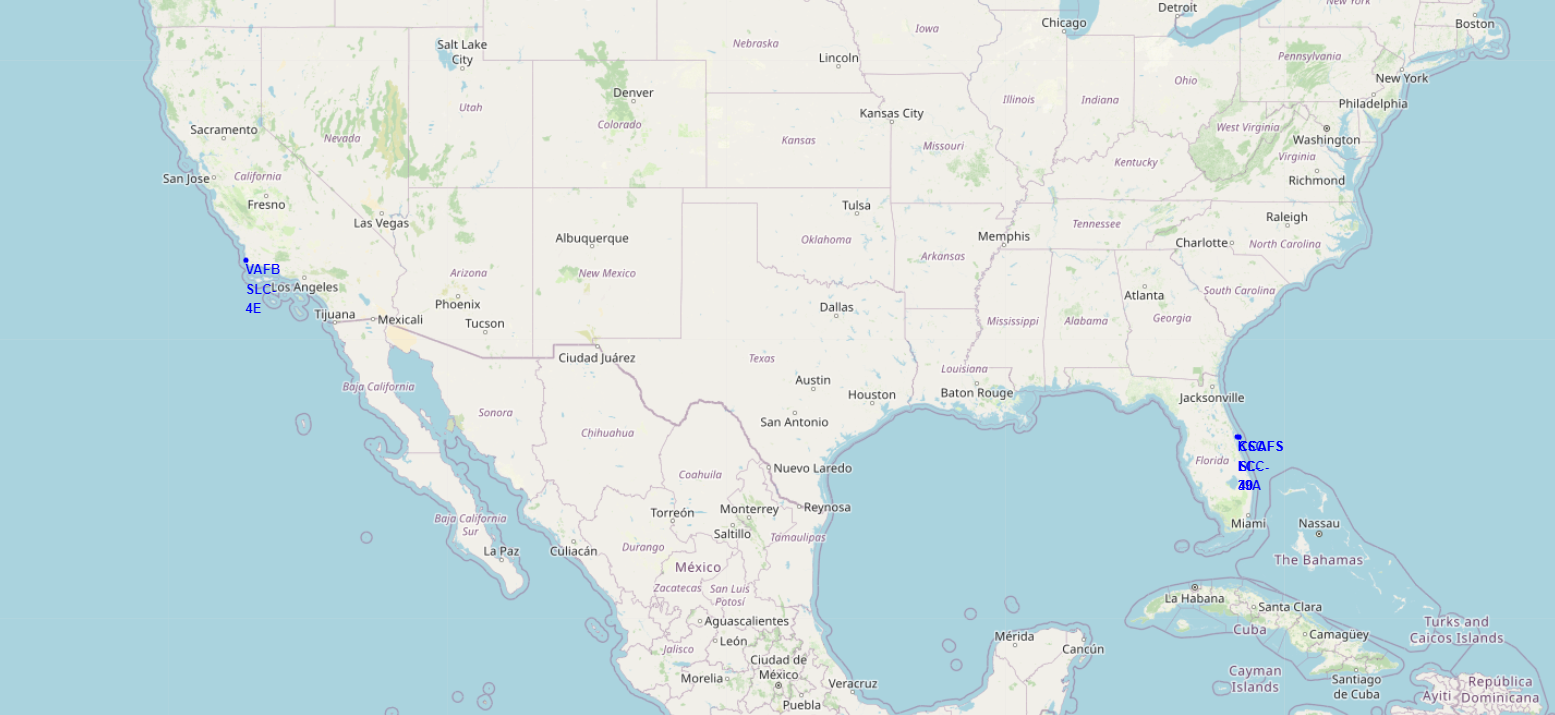 New York
Detroit
Chicago
Boston
Iowa
Nebraska
Salt Lake
City
Lincoln
Pennsylvania
New York
Ohio
Denver
Utah
Illinois
Indiana
Philadelphia
Kansas City
Colorado
Sacramento
Nevada
Kansas
Missouri
West Virginia
Washington
Virginia
Kentucky
San Jose
California
Richmond
Fresno
Tulsa
Las Vegas
Raleigh
Tennessee
Albuquerque
Oklahoma
Memphis
Charlotte
North Carolina
Arkansas
VAFB
SLC-
4E
Los Angeles
Arizona
New Mexico
Phoenix
Dallas
Atlanta
South Carolina
Tijuana
Mexicali
Tucson
Mississippi
Alabama
Georgia
Ciudad Juárez
Texas
Louisiana
Baja California
Austin
Houston
Baton Rouge
Jacksonville
Sonora
San Antonio
Chihuahua
Florida
Coahuila
Nuevo Laredo
Torreón
Monterrey
Reynosa
Baja California
Sur
Saltillo
Tamaulipas
Miami
Nassau
La Paz
Culiacán
Durango
México
The Bahamas
Zacatecas
San Luis
Potosí
La Habana
Santa Clara
Aguascalientes
León
Mérida
Cuba
Camagüey
Turks and
Caicos Islands
Jalisco
Cancún
Ciudad de
México
Morelia
Veracruz
Cayman
Islands
Santiago
de Cuba
Puebla
Ayiti
República
Dominicana